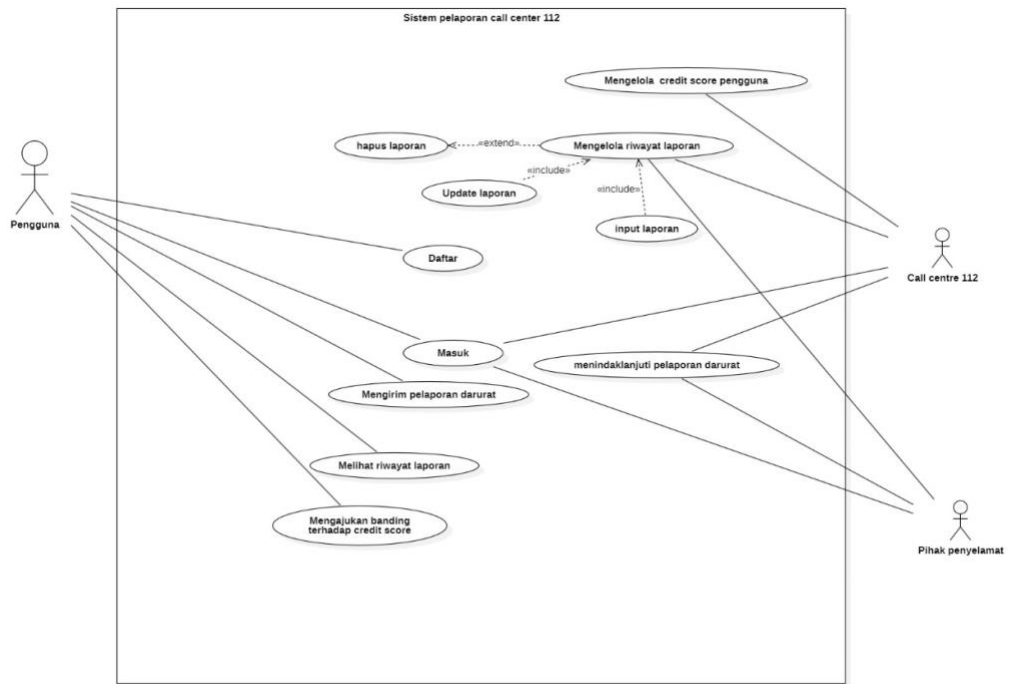 Sistem pelaporan call center 112
Mengelola credit score pengguna
hapus laporan
«extend»
Mengelola riwayat laporan
«include»
Update laporan
«include»
input laporan
Pengguna
Daftar
Call centre 112
Masuk
menindaklanjuti pelaporan darurat
Mengirim pelaporan darurat
Melihat riwayat laporan
Mengajukan banding
terhadap credit score
Pihak penyelamat